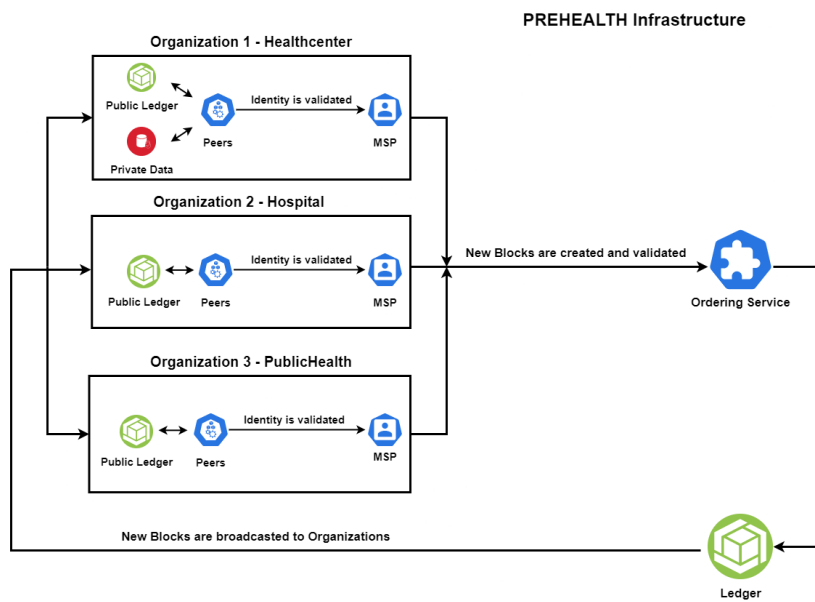 PREHEALTH Infrastructure
Organization 1 - Healthcenter
Public Ledger
Identity is validated
Peers
MSP
Private Data
Organization 2 - Hospital
Identity is validated
Public Ledger
Peers
MSP
New Blocks are created and validated
Ordering Service
Organization 3 - PublicHealth
Identity is validated
Public Ledger
Peers
MSP
New Blocks are broadcasted to Organizations
Ledger